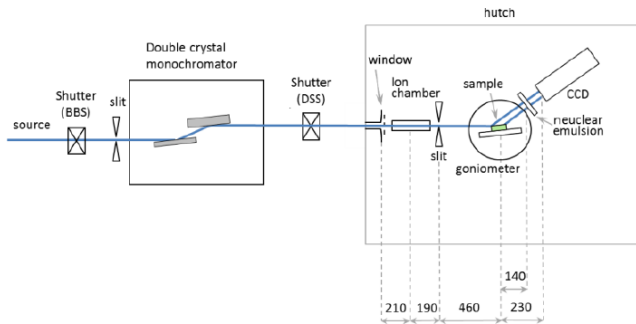 hutch
Double crystal
monochromator
window
Ion
chamber
sample
CCD
Shutter
(BBS)
slit
Shutter
(DSS)
source
neuclear
emulsion
slit
goniometer
140
210
190
460
230